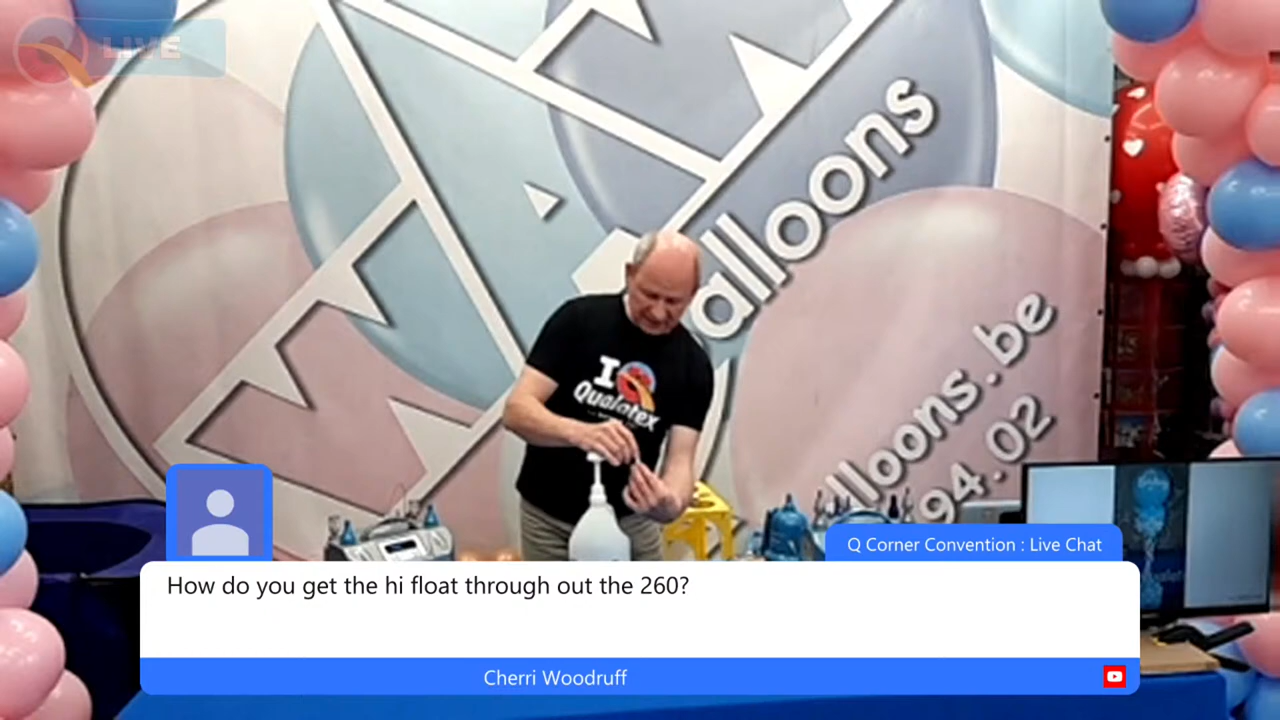 LIVE
alloons
alloons.be
94.02
I
Qualatex
Q Corner Convention : Live Chat
How do you get the hi float through out the 260?
Cherri Woodruff